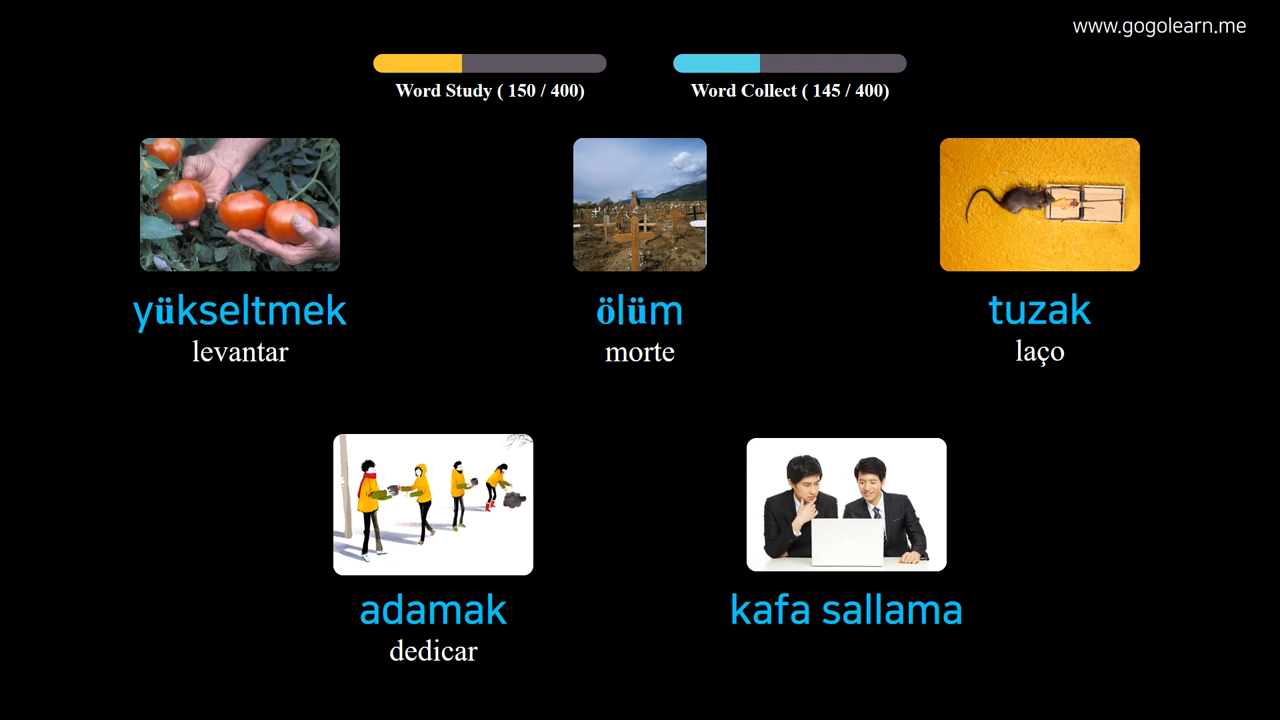 www.gogolearn.me
Word Study ( 150 / 400)
Word Collect ( 145 / 400)
yükseltmek
levantar
ölüm
morte
tuzak
laço
adamak
dedicar
kafa sallama